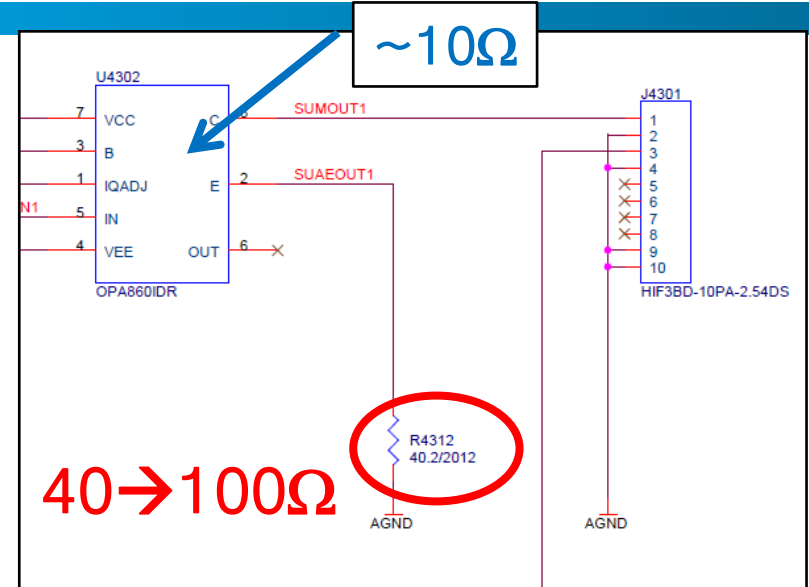 ~10Ω
U4302
7 VCC C 8 SUMOUT1
3 B
1 IQADJ E 2 SUAEOUT1
N1 5 IN
4 VEE OUT 6
OPA860IDR
J4301
1
2
3
4
5
6
7
8
9
10
HIF3BD-10PA-2.54DS
R4312
40.2/2012
40→100Ω
AGND
AGND